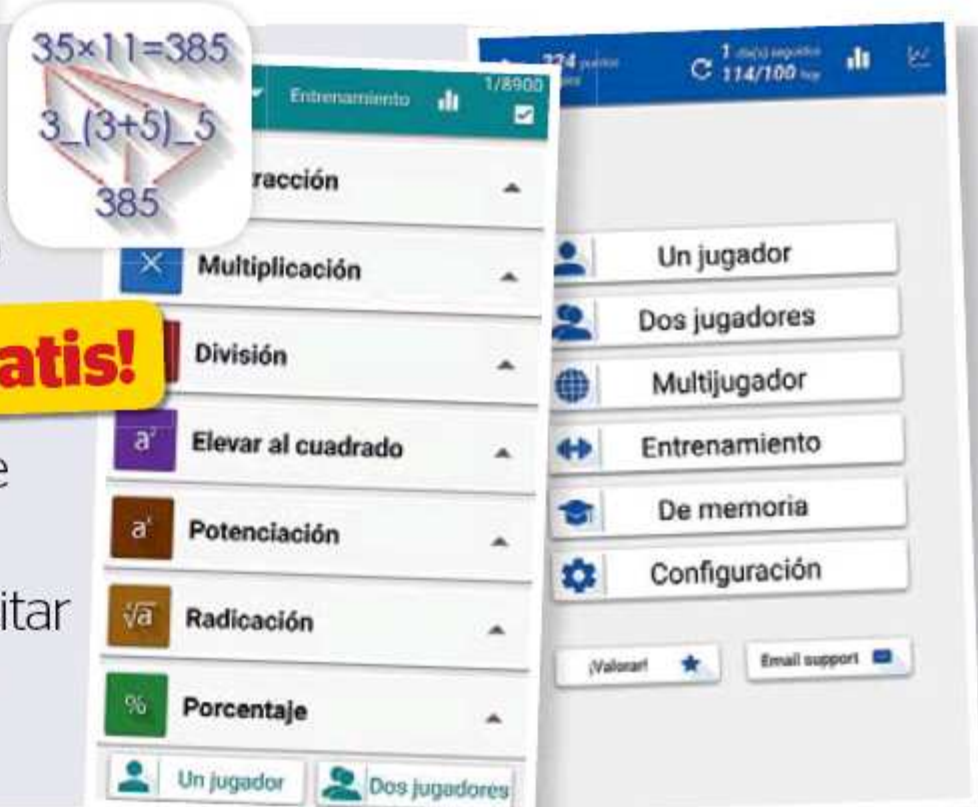 35×11=385
3_(3+5)_5
385
atis!
e
itar
Entrenamiento
1/8900
racción
× Multiplicación
División
a² Elevar al cuadrado
Potenciación
Radicación
% Porcentaje
Un jugador
Dos jugadores
114/100 hoy
Un jugador
Dos jugadores
Multijugador
Entrenamiento
De memoria
Configuración
¡Valorar!
Email support